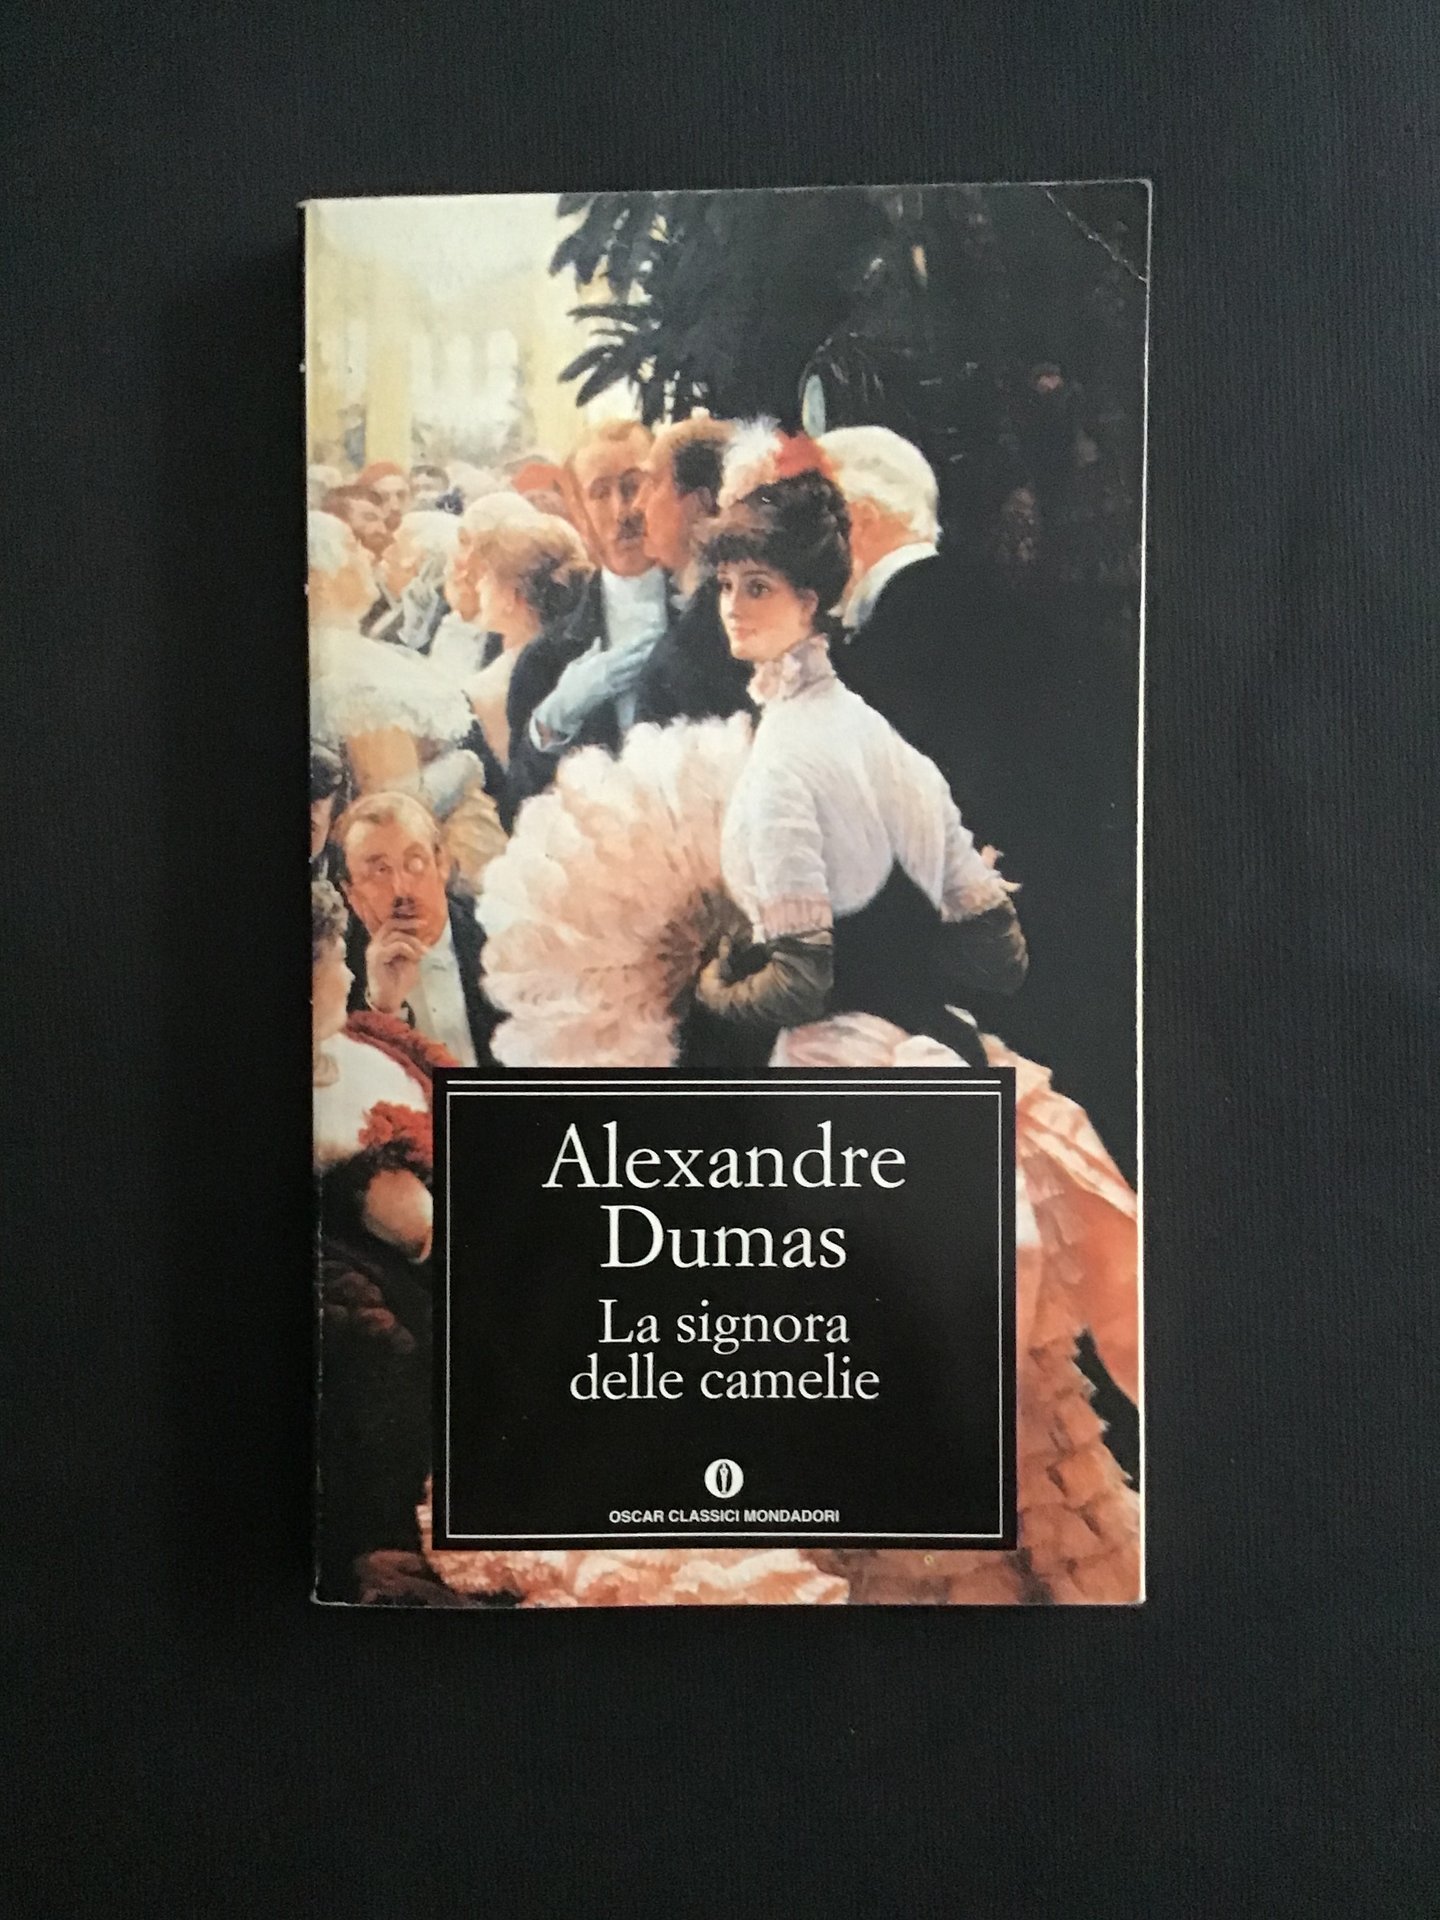 Alexandre
Dumas
La signora
delle camelie
OSCAR CLASSICI MONDADORI